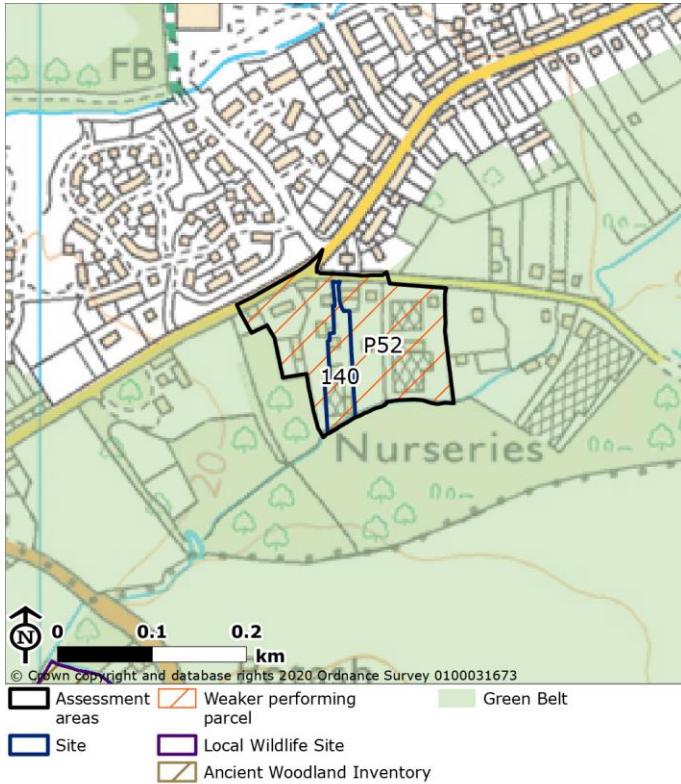 FB
P52
140
Nurseries
20
N
0 0.1 0.2
km
© Crown copyright and database rights 2020 Ordnance Survey 0100031673
Assessment
areas
Weaker performing
parcel
Green Belt
Site
Local Wildlife Site
Ancient Woodland Inventory